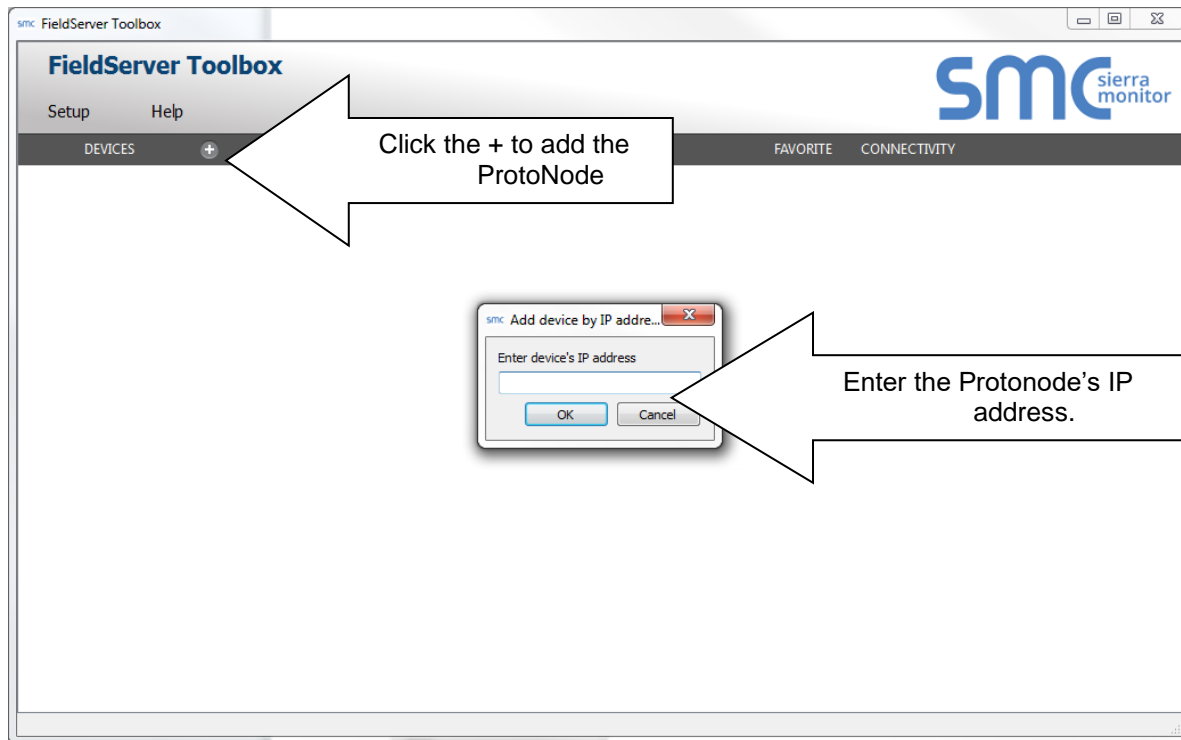 smc FieldServer Toolbox
FieldServer Toolbox
smc sierra monitor
Setup Help
DEVICES + FAVORITE CONNECTIVITY
Click the + to add the
ProtoNode
smc Add device by IP addre...
Enter device's IP address
OK Cancel
Enter the Protonode’s IP
address.